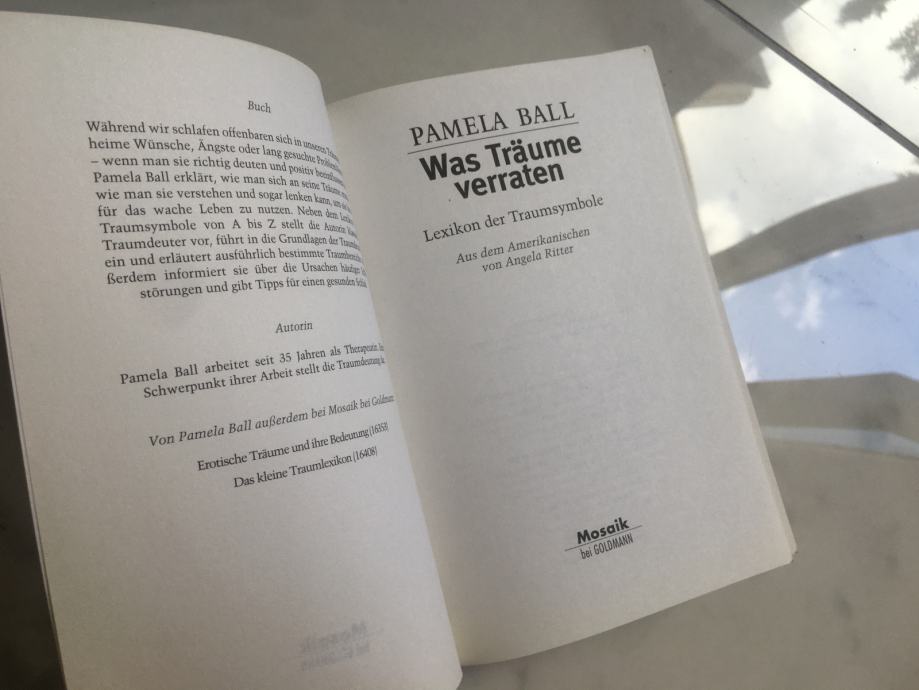 Buch
Während wir schlafen offenbaren sich in unseren
heime Wünsche, Ängste oder lang gesuchte
– wenn man sie richtig deuten und positiv
Pamela Ball erklärt, wie man sich an seine Träume
wie man sie verstehen und sogar lenken kann, um
für das wache Leben zu nutzen. Neben dem
Traumsymbole von A bis Z stellt die Autorin
Traumdeuter vor, führt in die Grundlagen der
ein und erläutert ausführlich bestimmte
ßerdem informiert sie über die Ursachen häufiger
störungen und gibt Tipps für einen gesunden
Autorin
Pamela Ball arbeitet seit 35 Jahren als Therapeutin.
Schwerpunkt ihrer Arbeit stellt die Traumdeutung
Von Pamela Ball außerdem bei Mosaik bei Goldmann
Erotische Träume und ihre Bedeutung (16353)
Das kleine Traumlexikon (16408)
PAMELA BALL
Was Träume
verraten
Lexikon der Traumsymbole
Aus dem Amerikanischen
von Angela Ritter
Mosaik
bei GOLDMANN